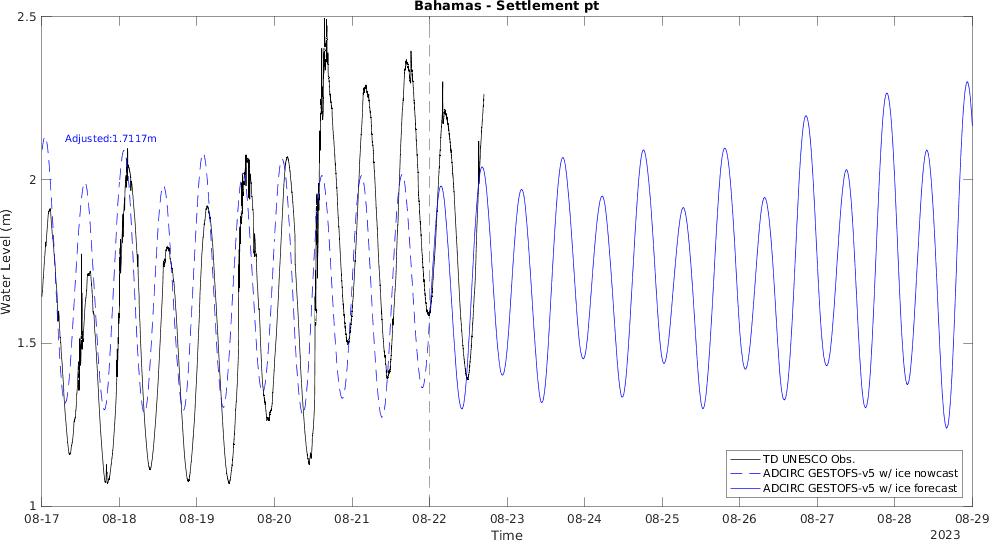 Bahamas - Settlement pt
2.5
Adjusted:1.7117m
2
Water Level (m)
1.5
1
TD UNESCO Obs.
ADCIRC GESTOFS-v5 w/ ice nowcast
ADCIRC GESTOFS-v5 w/ ice forecast
08-17 08-18 08-19 08-20 08-21 08-22 08-23 08-24 08-25 08-26 08-27 08-28 08-29
Time
2023